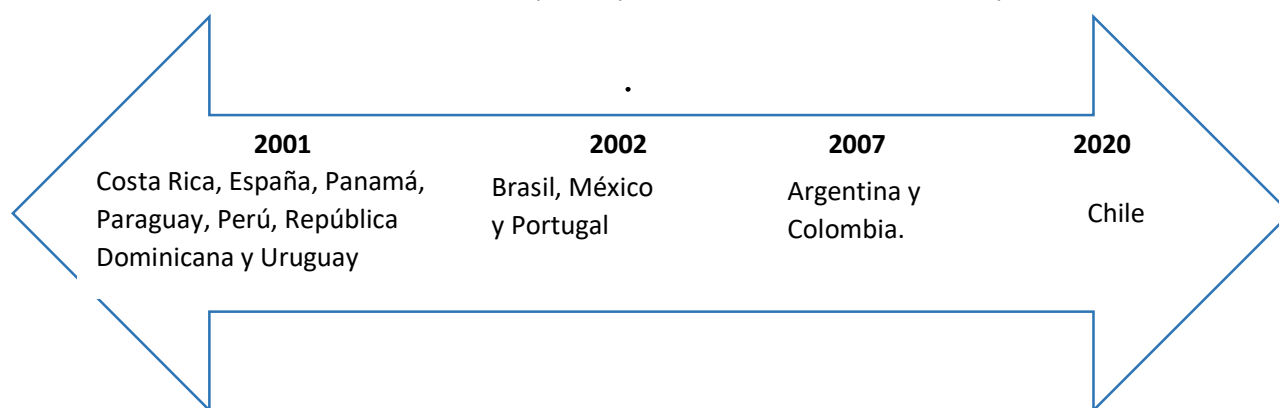 .
2001
Costa Rica, España, Panamá,
Paraguay, Perú, República
Dominicana y Uruguay
2002
Brasil, México
y Portugal
2007
Argentina y
Colombia.
2020
Chile